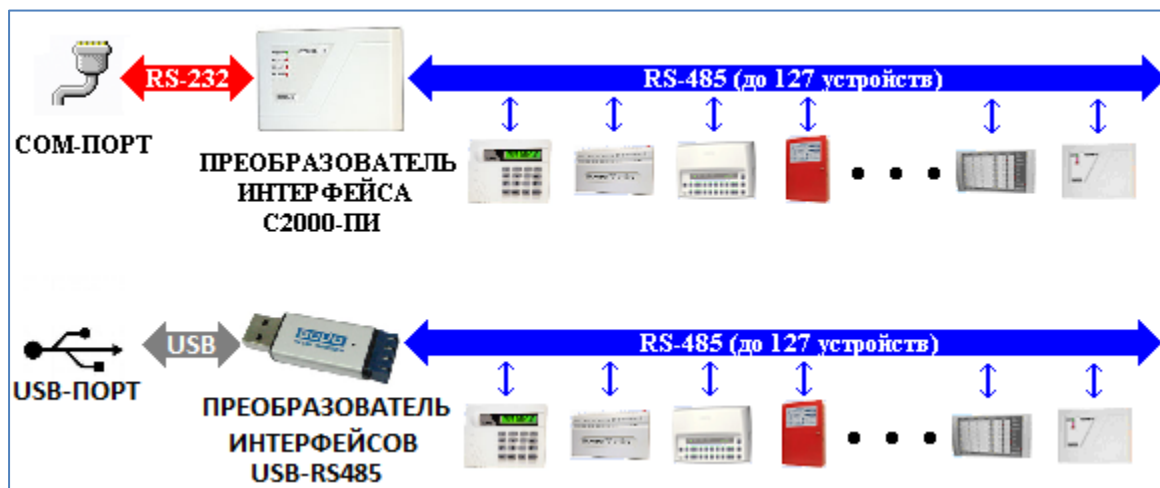 RS-232
RS-485 (до 127 устройств)
COM-ПОРТ
ПРЕОБРАЗОВАТЕЛЬ
ИНТЕРФЕЙСА
С2000-ПИ
USB
RS-485 (до 127 устройств)
USB-ПОРТ
ПРЕОБРАЗОВАТЕЛЬ
ИНТЕРФЕЙСОВ
USB-RS485